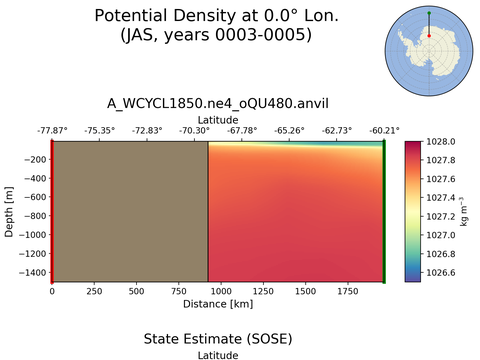 Potential Density at 0.0° Lon.
(JAS, years 0003-0005)
A_WCYCL1850.ne4_oQU480.anvil
Latitude
-77.87° -75.35° -72.83° -70.30° -67.78° -65.26° -62.73° -60.21°
Depth [m]
−200
−400
−600
−800
−1000
−1200
−1400
0 250 500 750 1000 1250 1500 1750
Distance [km]
1028.0
1027.8
1027.6
1027.4
1027.2
1027.0
1026.8
1026.6
kg m⁻³
State Estimate (SOSE)
Latitude